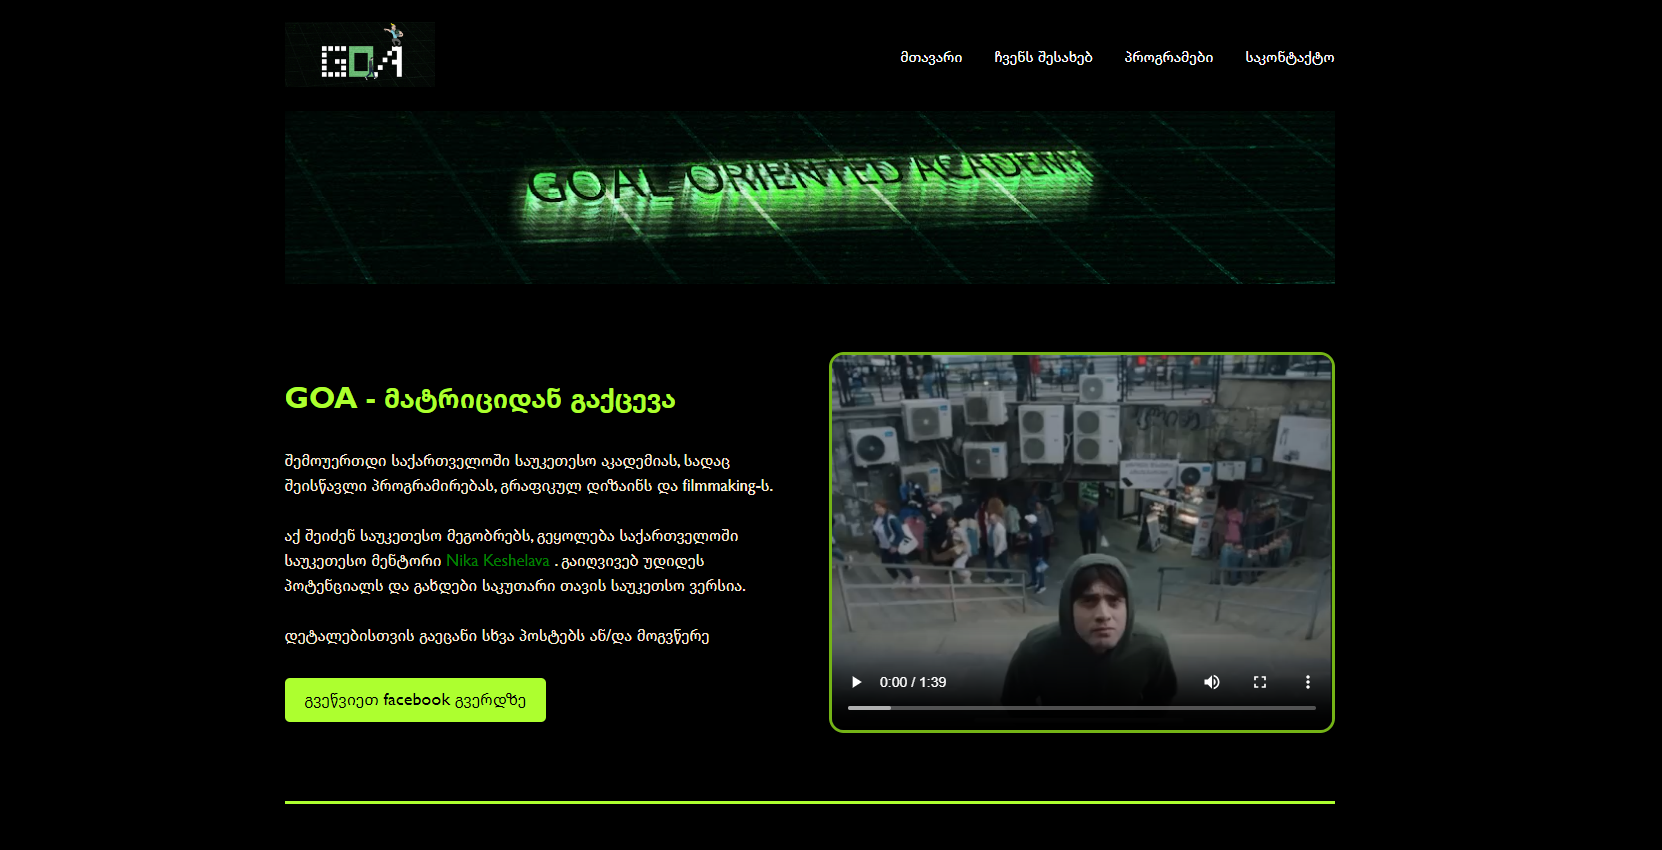 GOA
მთავარი ჩვენს შესახებ პროგრამები საკონტაქტო
GOAL ORIENTED ACADEMY
GOA - მატრიციდან გაქცევა
შემოუერთდი საქართველოში საუკეთესო აკადემიას, სადაც
შეისწავლი პროგრამირებას, გრაფიკულ დიზაინს და filmmaking-ს.
აქ შეიძენ საუკეთესო მეგობრებს, გეყოლება საქართველოში
საუკეთესო მენტორი Nika Keshelava . გაიღვივებ უდიდეს
პოტენციალს და გახდები საკუთარი თავის საუკეთსო ვერსია.
დეტალებისთვის გაეცანი სხვა პოსტებს ან/და მოგვწერე
გვეწვიეთ facebook გვერდზე
0:00 / 1:39